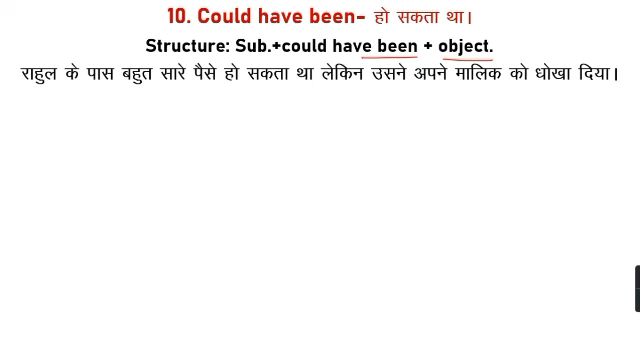 10. Could have been- हो सकता था।
Structure: Sub.+could have been + object.
राहुल के पास बहुत सारे पैसे हो सकता था लेकिन उसने अपने मालिक को धोखा दिया।